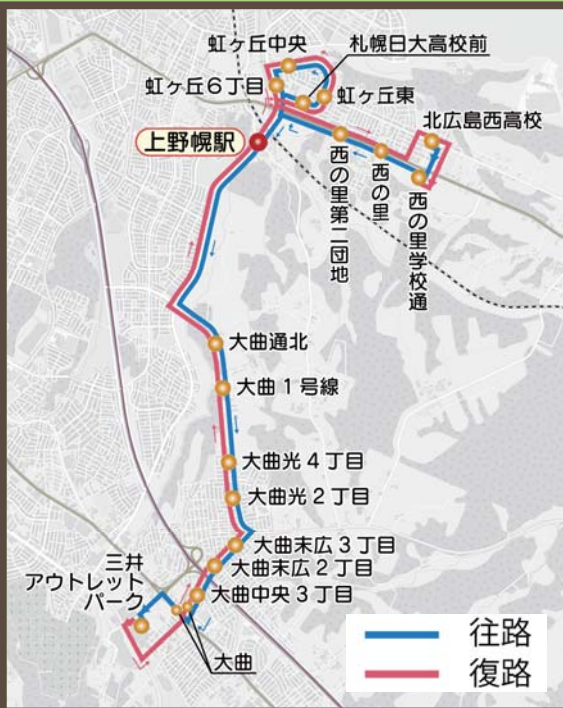 虹ヶ丘中央
札幌日大高校前
虹ヶ丘6丁目
虹ヶ丘東
北広島西高校
上野幌駅
西の里第二団地
西の里
西の里学校通
大曲通北
大曲1号線
大曲光4丁目
大曲光2丁目
大曲末広3丁目
大曲末広2丁目
大曲中央3丁目
三井
アウトレット
パーク
大曲
往路
復路